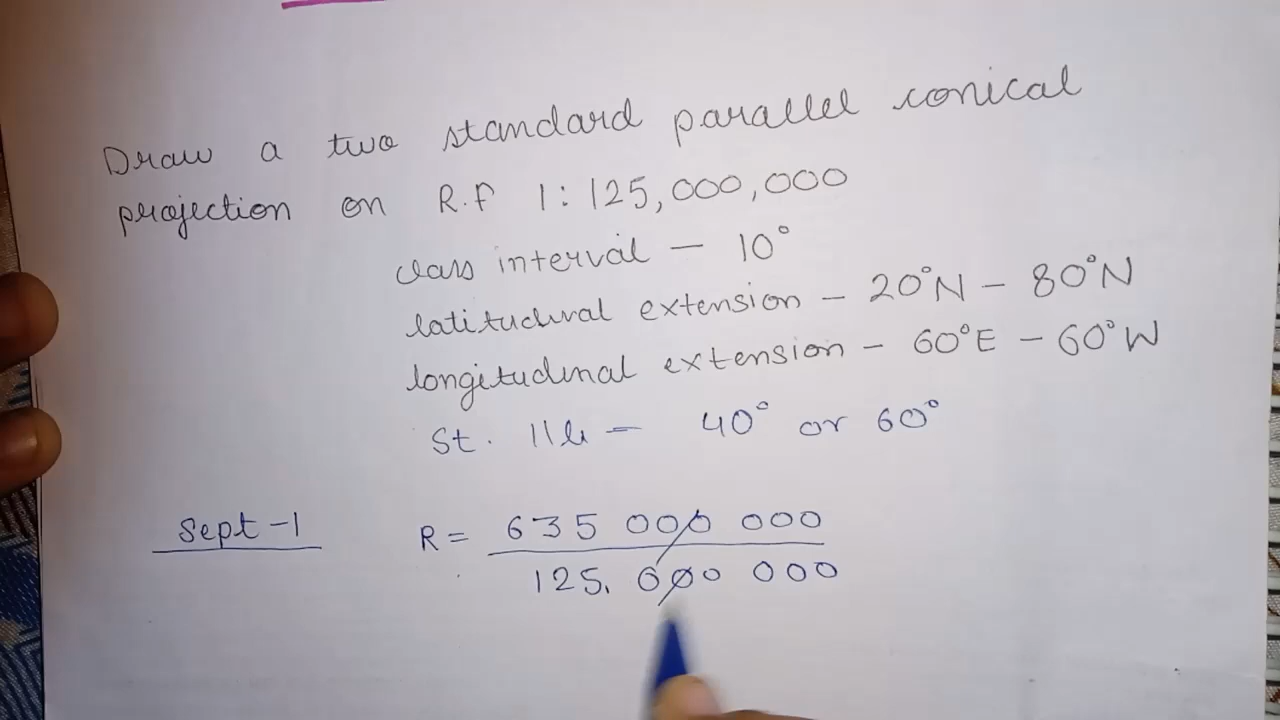 Draw a two standard parallel conical
projection on R.F 1:125,000,000
class interval - 10°
latitudinal extension - 20°N - 80°N
longitudinal extension - 60°E - 60°W
St. 11li - 40° or 60°
Sept-1
R = 635 000 000
125. 000 000